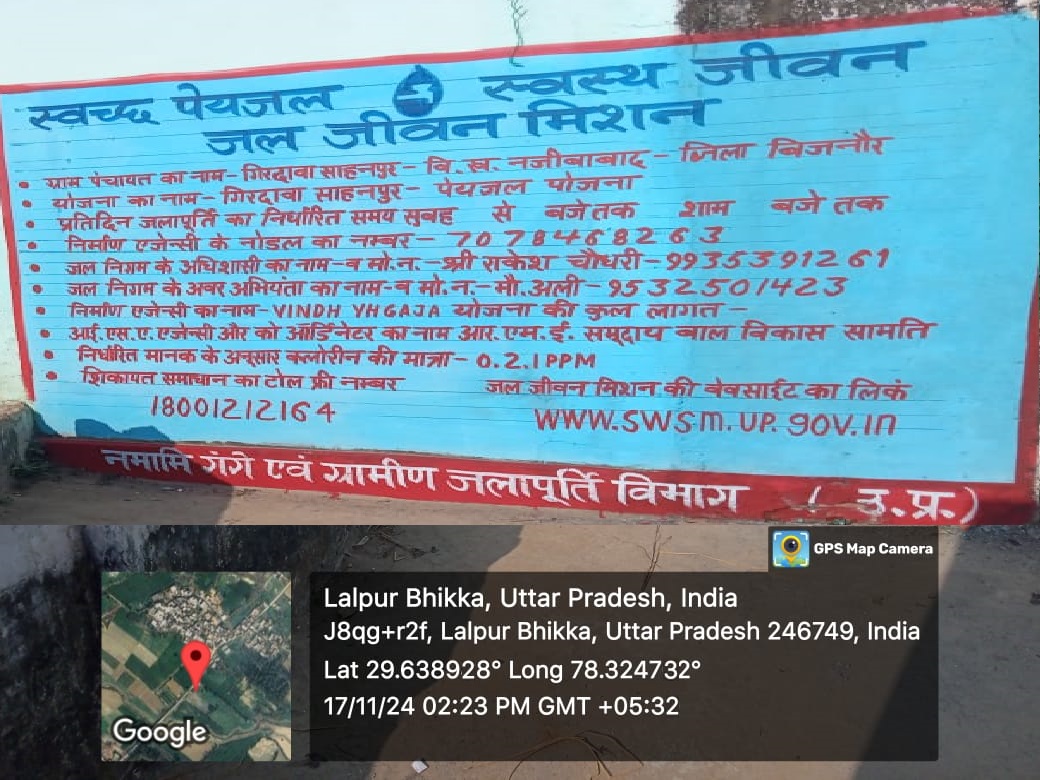 स्वच्छ पेयजल स्वस्थ जीवन
जल जीवन मिशन
• ग्राम पंचायत का नाम- गिरदावा साहनपुर- वि.ख. नजीबाबाद- जिला बिजनौर
• योजना का नाम- गिरदावा साहनपुर- पेयजल योजना
• प्रतिदिन जलापूर्ति का निर्धारित समय सुबह से बजे तक शाम बजे तक
• निर्माण एजेन्सी के नोडल का नम्बर- 7078468263
• जल निगम के अधिशासी का नाम-व मो.न.-श्री राकेश चौधरी-9935391261
• जल निगम के अवर अभियंता का नाम-व मो.न.-मौ.अली-9532501423
• निर्माण एजेन्सी का नाम-VINDH YHGAJA योजना की कुल लागत-
• आई.एस.ए.एजेन्सी और को ऑर्डिनेटर का नाम आर.एम.ई. समुदाय वाल विकास सामति
• निर्धारित मानक के अनुसार क्लोरीन की मात्रा- 0.2.1PPM
• शिकायत समाधान का टोल फ्री नम्बर जल जीवन मिशन की वेबसाईट का लिकं
18001212164 WWW.SWSM.UP.GOV.in
नमामि गंगे एवं ग्रामीण जलापूर्ति विभाग (उ.प्र.)
GPS Map Camera
Lalpur Bhikka, Uttar Pradesh, India
J8qg+r2f, Lalpur Bhikka, Uttar Pradesh 246749, India
Lat 29.638928° Long 78.324732°
17/11/24 02:23 PM GMT +05:32
Google